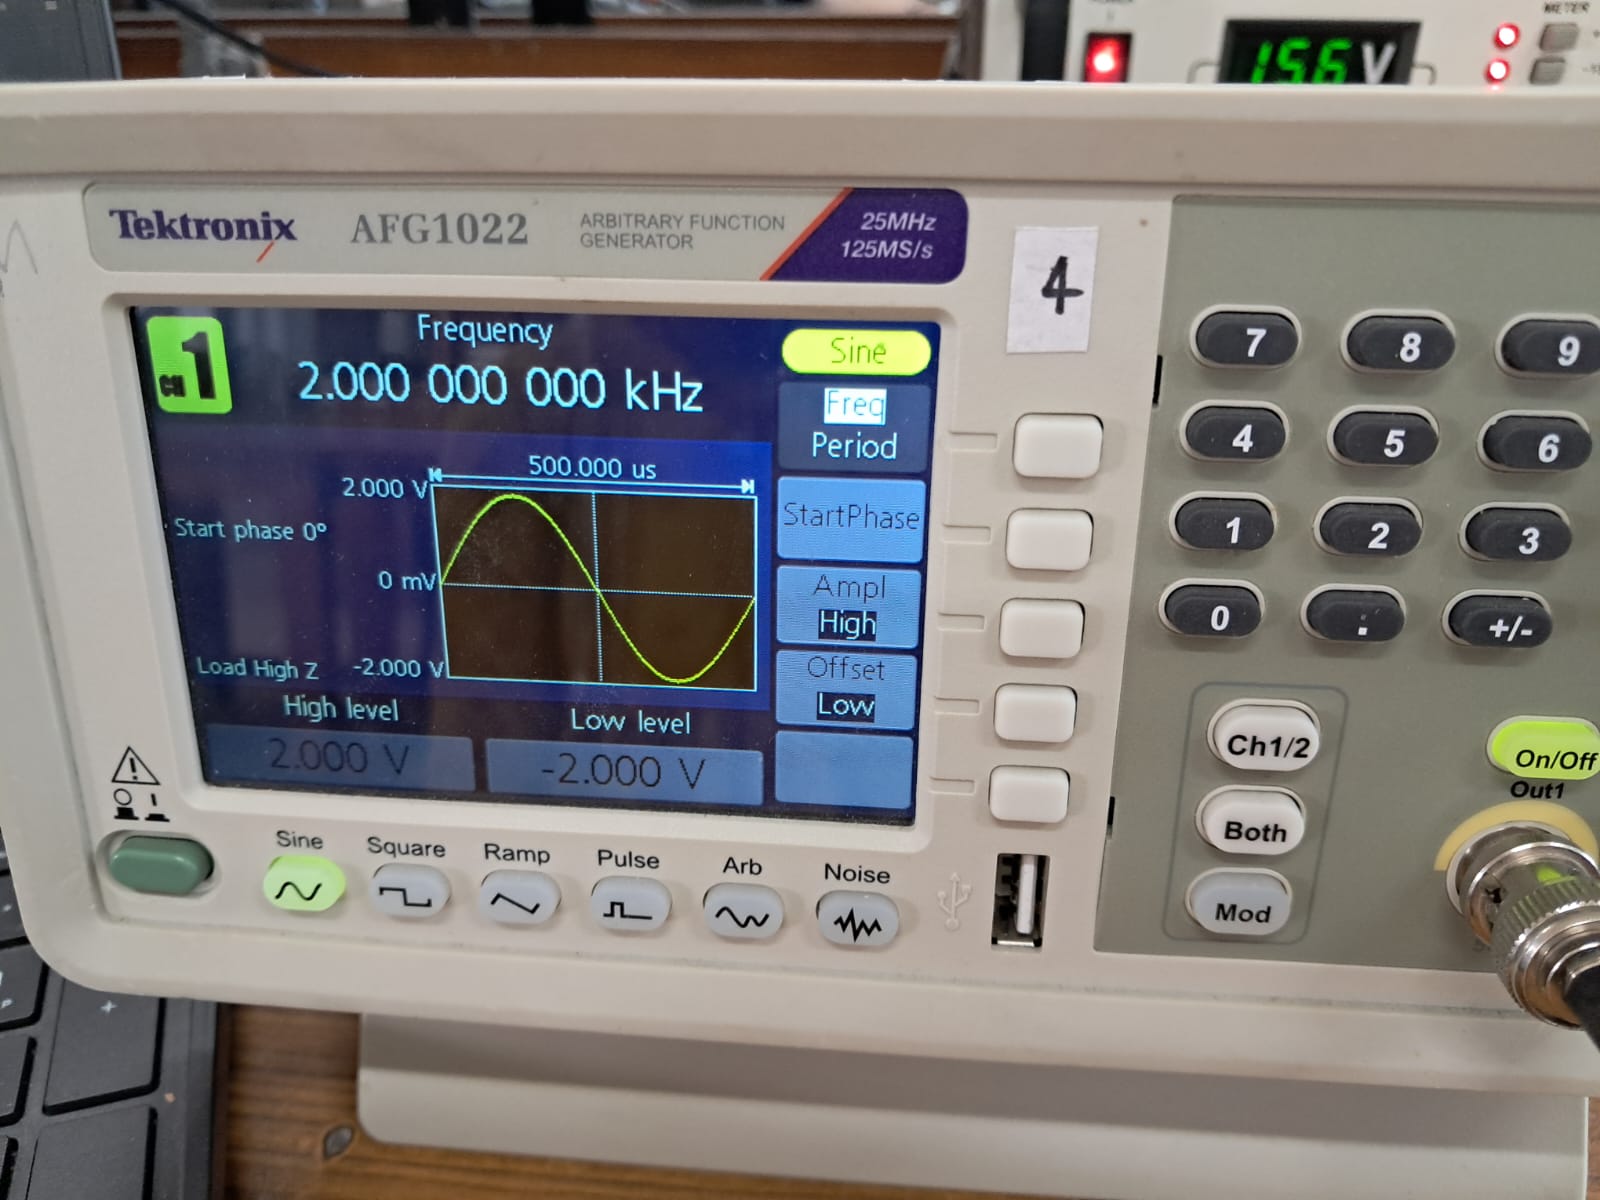 METER
15.6 V
Tektronix AFG1022 ARBITRARY FUNCTION GENERATOR
25MHz
125MS/s
4
CH1
Frequency
2.000 000 000 kHz
Sine
Freq
Period
StartPhase
Ampl
High
Offset
Low
500.000 us
2.000 V
Start phase 0°
0 mV
Load High Z -2.000 V
High level Low level
2.000 V -2.000 V
7 8 9
4 5 6
1 2 3
0 . +/-
Ch1/2
Both
Mod
On/Off
Out1
Sine Square Ramp Pulse Arb Noise